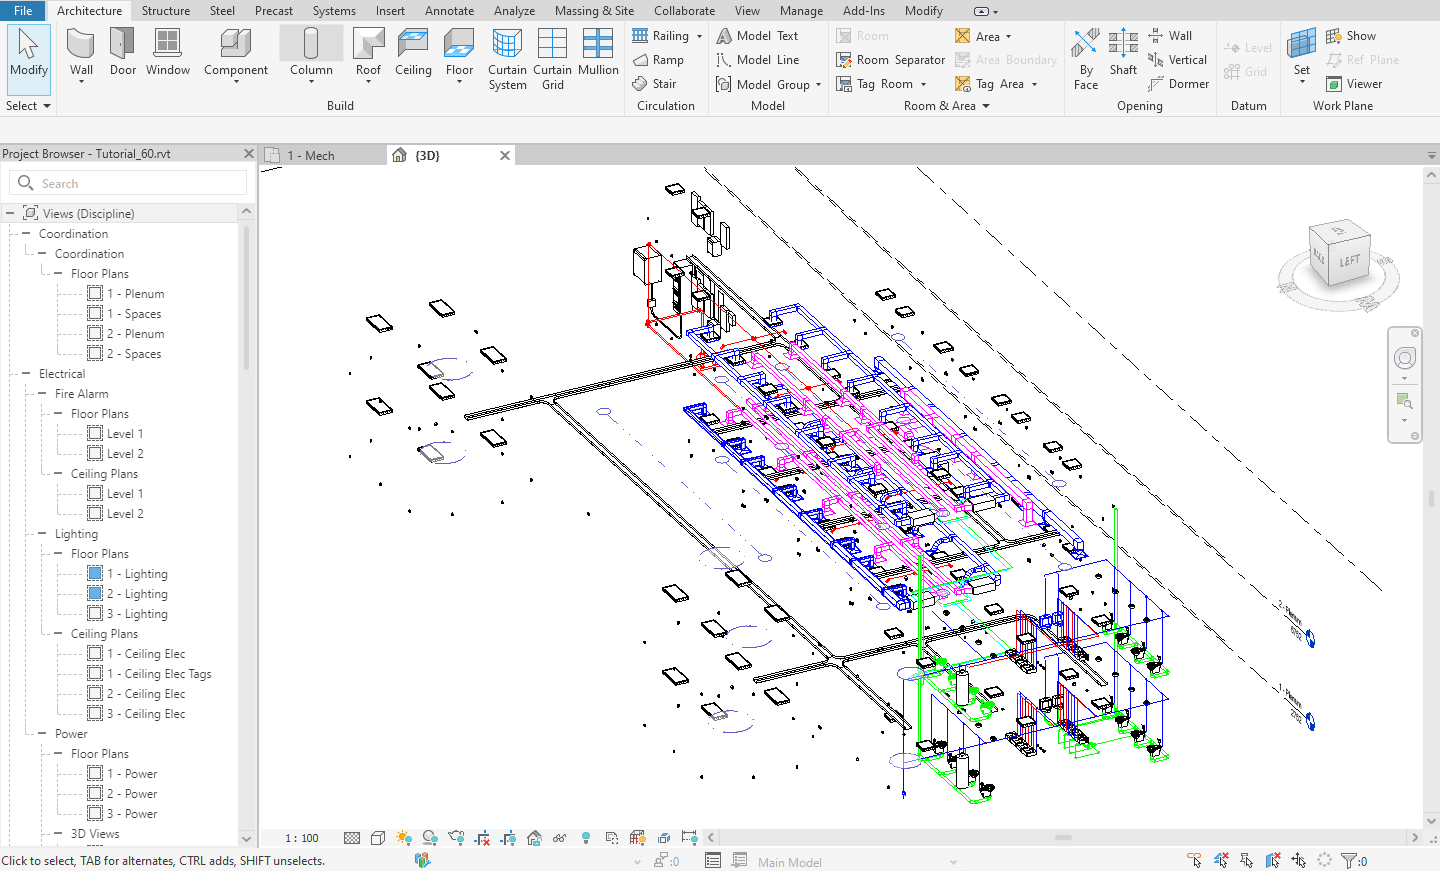 File Architecture Structure Steel Precast Systems Insert Annotate Analyze Massing & Site Collaborate View Manage Add-Ins Modify
Modify
Select
Wall
Door
Window
Component
Column
Roof
Ceiling
Floor
Curtain System
Curtain Grid
Mullion
Build
Railing
Ramp
Stair
Circulation
Model Text
Model Line
Model Group
Model
Room
Room Separator
Tag Room
Area
Area Boundary
Tag Area
Room & Area
By Face
Shaft
Wall
Vertical
Dormer
Opening
Level
Grid
Datum
Set
Show
Ref Plane
Viewer
Work Plane
Project Browser - Tutorial_60.rvt
1 - Mech
{3D}
Search
Views (Discipline)
Coordination
Coordination
Floor Plans
1 - Plenum
1 - Spaces
2 - Plenum
2 - Spaces
Electrical
Fire Alarm
Floor Plans
Level 1
Level 2
Ceiling Plans
Level 1
Level 2
Lighting
Floor Plans
1 - Lighting
2 - Lighting
3 - Lighting
Ceiling Plans
1 - Ceiling Elec
1 - Ceiling Elec Tags
2 - Ceiling Elec
3 - Ceiling Elec
Power
Floor Plans
1 - Power
2 - Power
3 - Power
3D Views
LEFT
BACK
2 - Plenum
1 - Plenum
1 : 100
Click to select, TAB for alternates, CTRL adds, SHIFT unselects.
:0
Main Model
:0